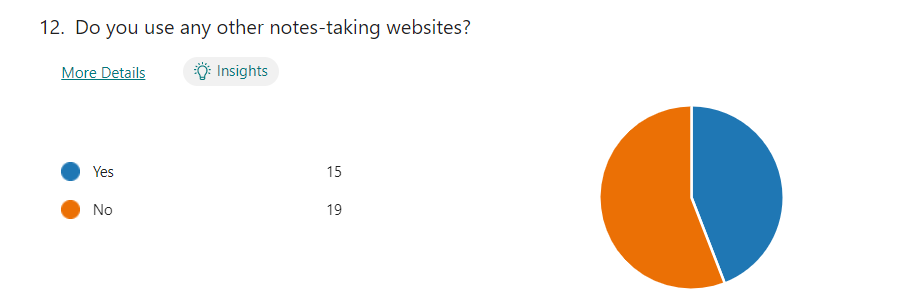 12. Do you use any other notes-taking websites?
More Details Insights
Yes 15
No 19